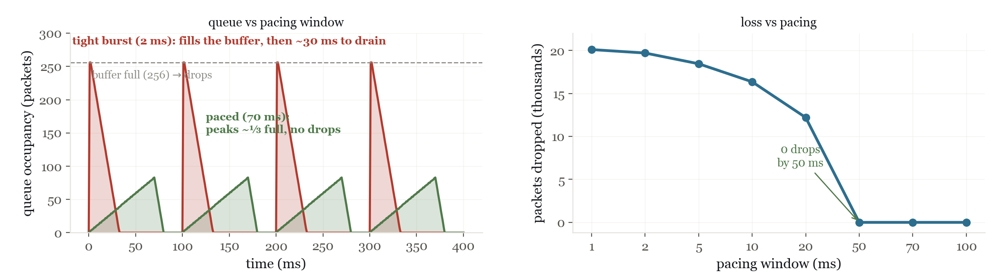 queue vs pacing window
queue occupancy (packets)
300
250
200
150
100
50
0
tight burst (2 ms): fills the buffer, then ~30 ms to drain
buffer full (256) → drops
paced (70 ms):
peaks ~⅓ full, no drops
0 50 100 150 200 250 300 350 400
time (ms)
loss vs pacing
packets dropped (thousands)
20
15
10
5
0
0 drops
by 50 ms
1 2 5 10 20 50 70 100
pacing window (ms)